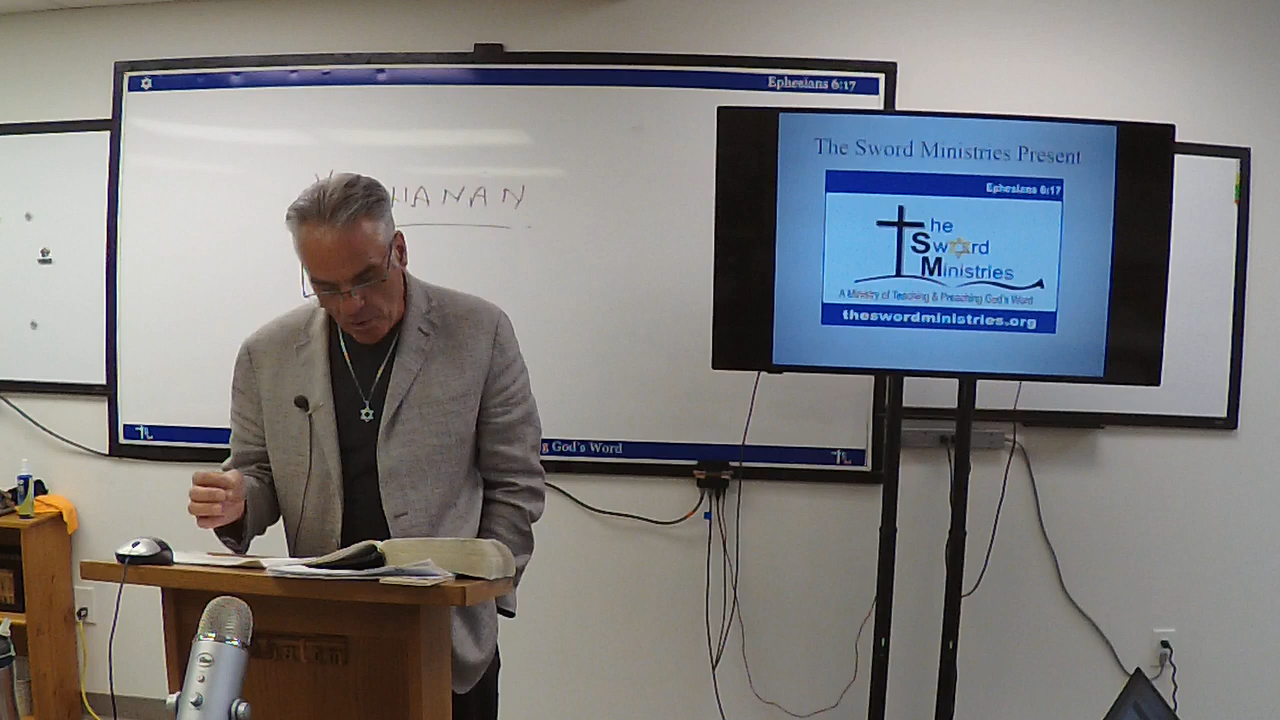 Ephesians 6:17
HANAN
g God's Word
The Sword Ministries Present
Ephesians 6:17
The
Sword
Ministries
A Ministry of Teaching & Preaching God's Word
theswordministries.org